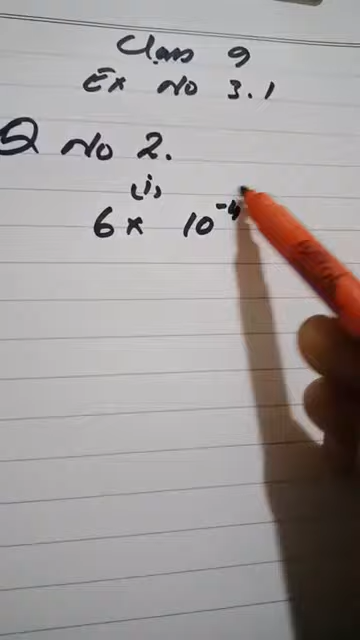 Class 9
Ex No 3.1
Q No 2.
(i)
6 × 10⁻⁴